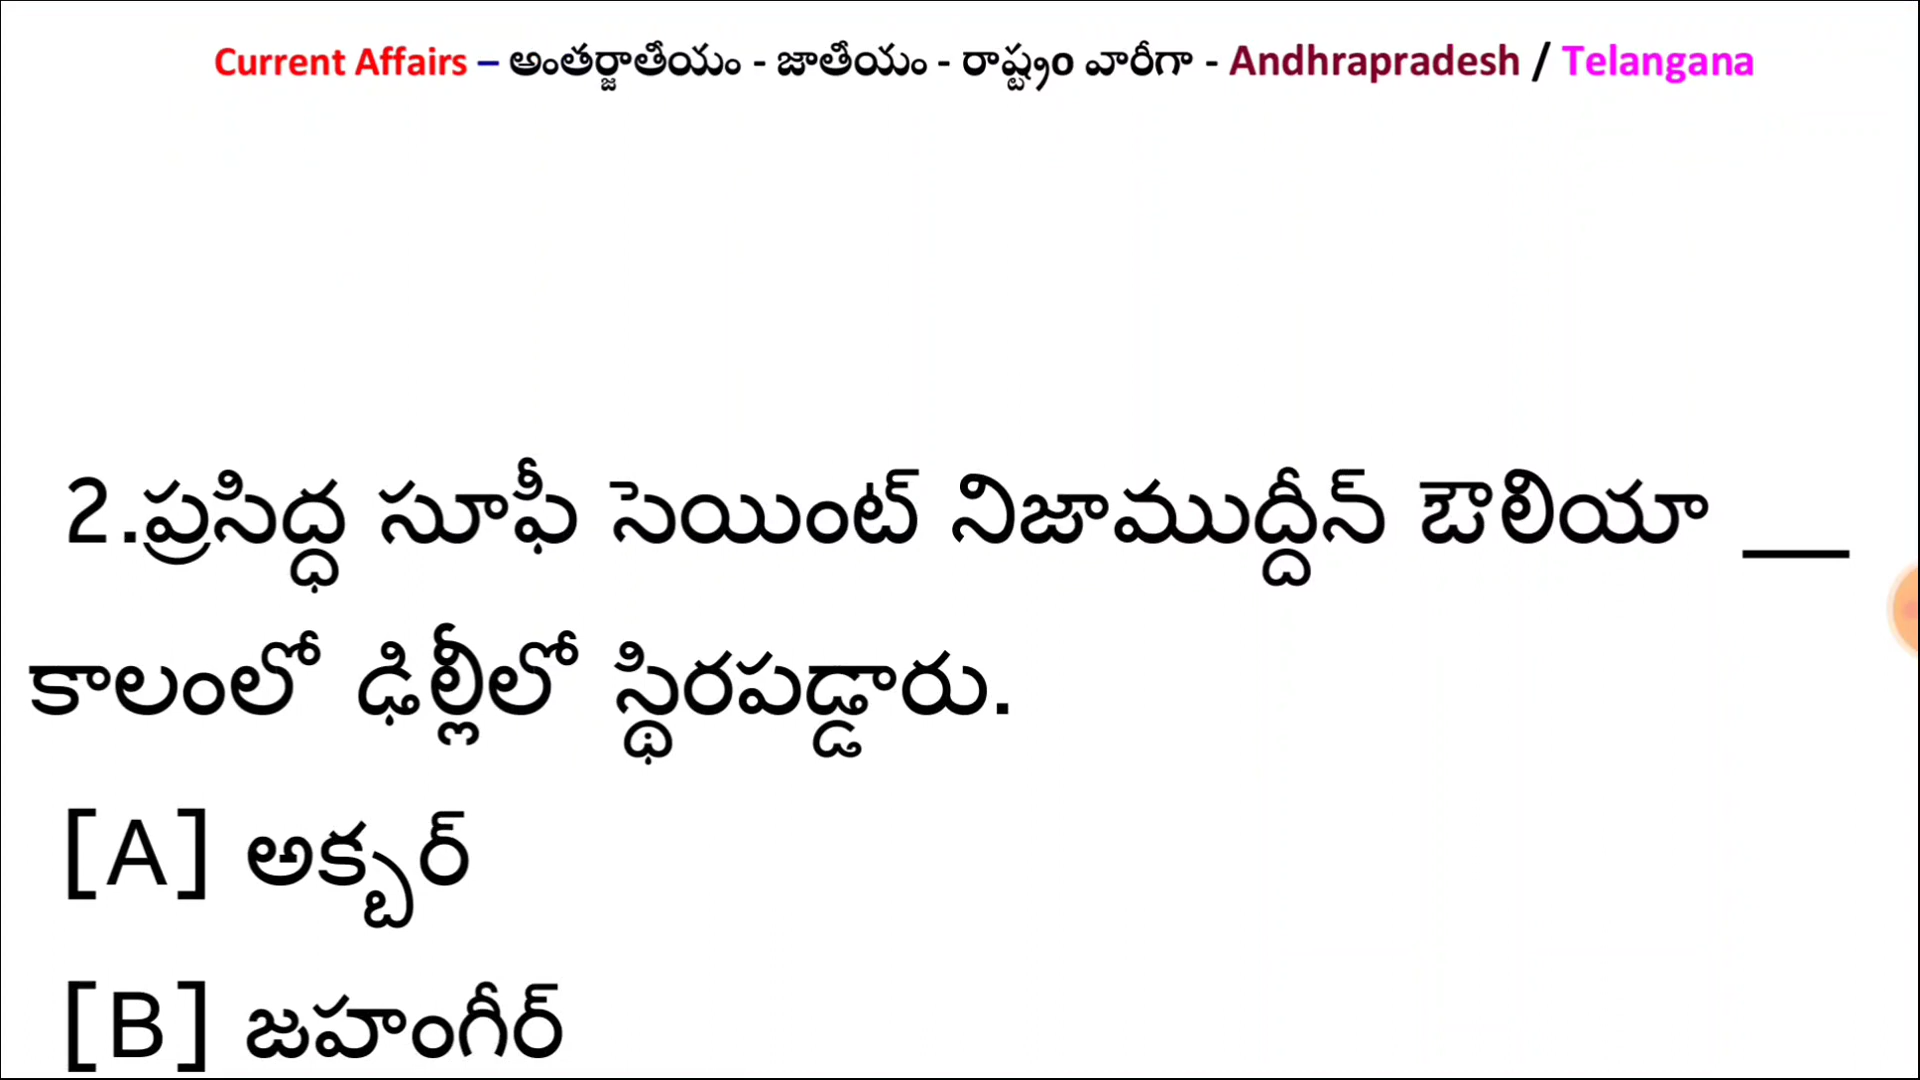 Current Affairs – అంతర్జాతీయం - జాతీయం - రాష్ట్రం వారీగా - Andhrapradesh / Telangana
2.ప్రసిద్ధ సూఫీ సెయింట్ నిజాముద్దీన్ ఔలియా __
కాలంలో ఢిల్లీలో స్థిరపడ్డారు.
[A] అక్బర్
[B] జహంగీర్